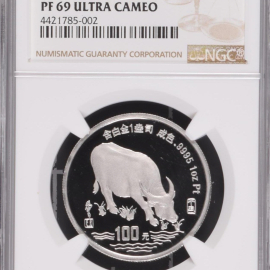 PF 69 ULTRA CAMEO
4421785-002
NUMISMATIC GUARANTY CORPORATION
NGC
含白金1盎司 成色.9995 1oz Pt
100元